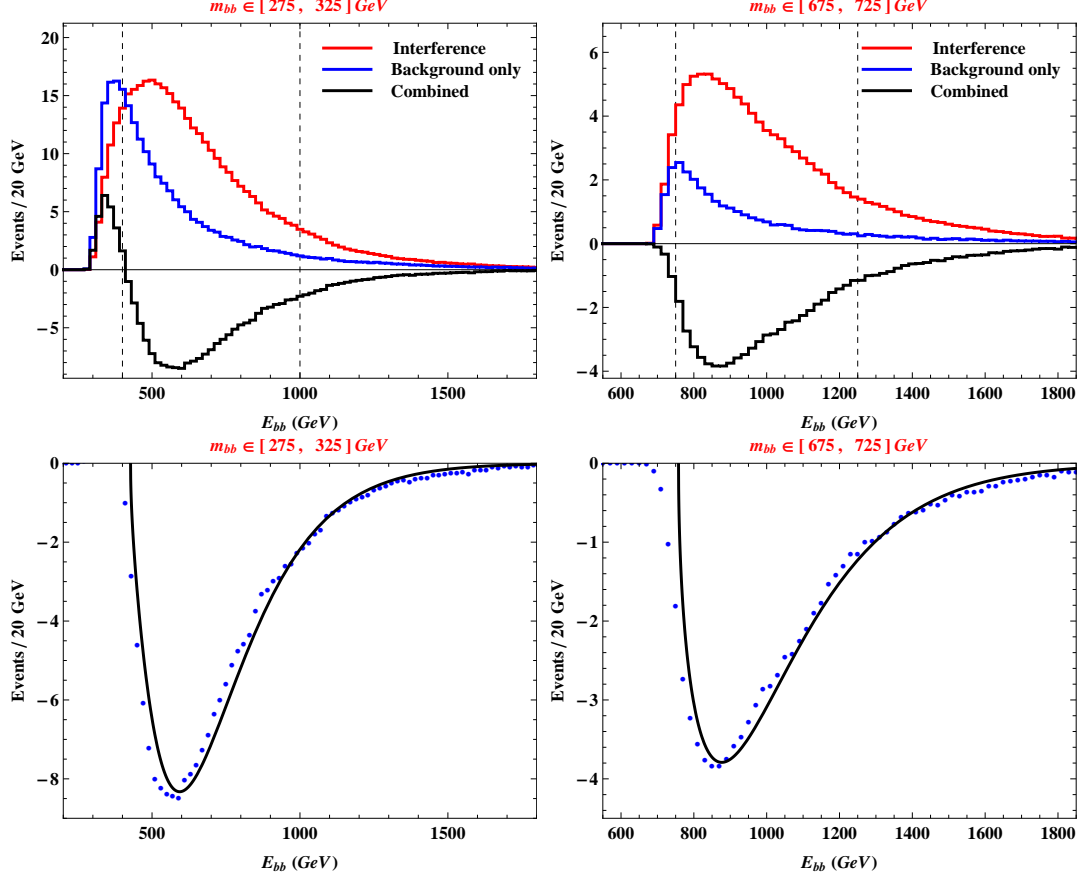 m_bb ∈ [ 275 , 325 ] GeV
20
15
10
5
0
−5
500
1000
1500
Events / 20 GeV
E_bb (GeV)
Interference
Background only
Combined
m_bb ∈ [ 675 , 725 ] GeV
6
4
2
0
−2
−4
600
800
1000
1200
1400
1600
1800
Events / 20 GeV
E_bb (GeV)
Interference
Background only
Combined
m_bb ∈ [ 275 , 325 ] GeV
0
−2
−4
−6
−8
500
1000
1500
Events / 20 GeV
E_bb (GeV)
m_bb ∈ [ 675 , 725 ] GeV
0
−1
−2
−3
−4
600
800
1000
1200
1400
1600
1800
Events / 20 GeV
E_bb (GeV)